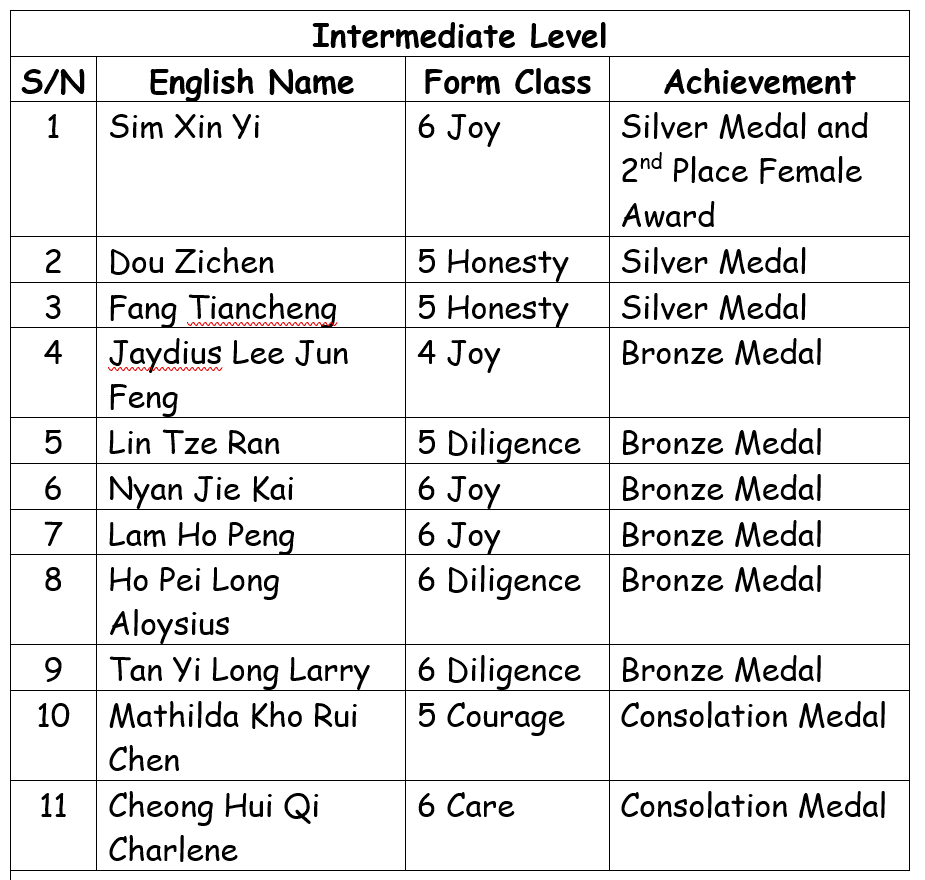 Intermediate Level
S/N English Name Form Class Achievement
1 Sim Xin Yi 6 Joy Silver Medal and
2nd Place Female
Award
2 Dou Zichen 5 Honesty Silver Medal
3 Fang Tiancheng 5 Honesty Silver Medal
4 Jaydius Lee Jun 4 Joy Bronze Medal
Feng
5 Lin Tze Ran 5 Diligence Bronze Medal
6 Nyan Jie Kai 6 Joy Bronze Medal
7 Lam Ho Peng 6 Joy Bronze Medal
8 Ho Pei Long 6 Diligence Bronze Medal
Aloysius
9 Tan Yi Long Larry 6 Diligence Bronze Medal
10 Mathilda Kho Rui 5 Courage Consolation Medal
Chen
11 Cheong Hui Qi 6 Care Consolation Medal
Charlene